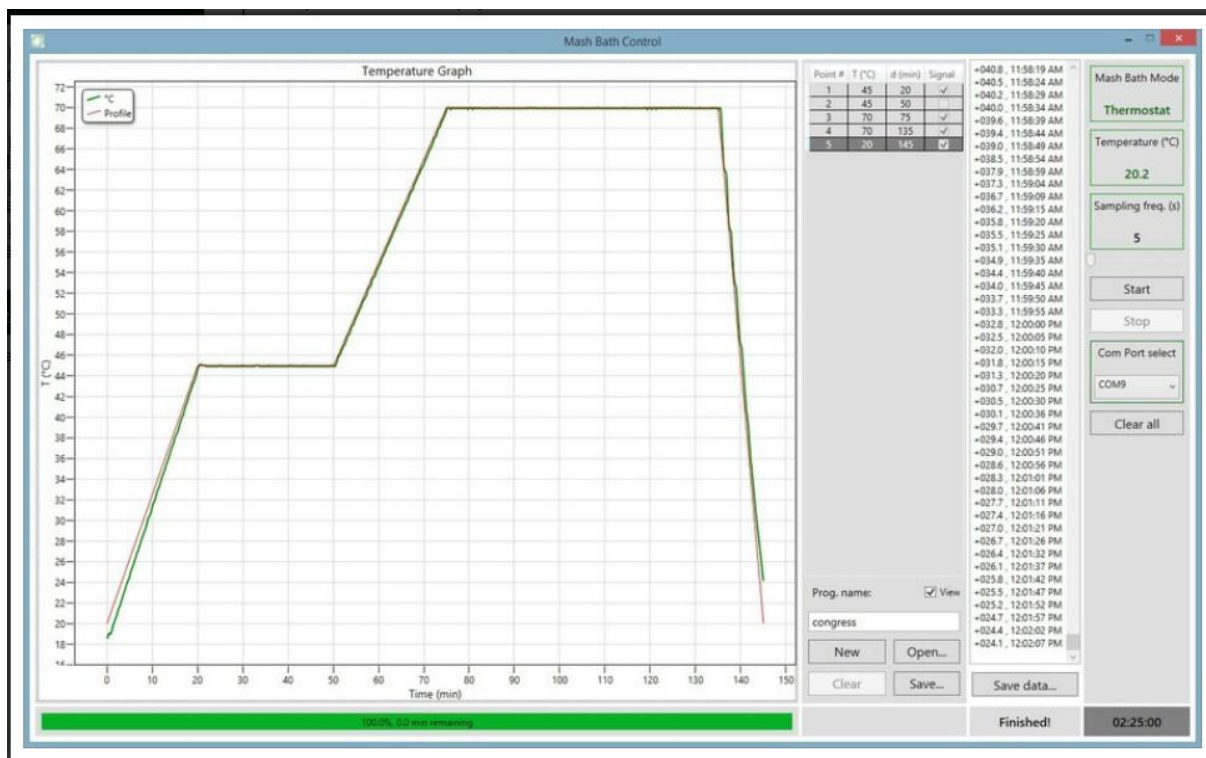 Mash Bath Control
Temperature Graph
°C
Profile
72
70
68
66
64
62
60
58
56
54
52
50
48
46
44
42
40
38
36
34
32
30
28
26
24
22
20
18
16
T (°C)
0 10 20 30 40 50 60 70 80 90 100 110 120 130 140 150
Time (min)
100.0%, 0.0 min remaining
Point # T (°C) d (min) Signal
1 45 20
2 45 50
3 70 75
4 70 135
5 20 145
Prog. name: View
congress
New Open...
Clear Save...
+040.8 , 11:58:19 AM
+040.5 , 11:58:24 AM
+040.2 , 11:58:29 AM
+040.0 , 11:58:34 AM
+039.6 , 11:58:39 AM
+039.4 , 11:58:44 AM
+039.0 , 11:58:49 AM
+038.5 , 11:58:54 AM
+037.9 , 11:58:59 AM
+037.3 , 11:59:04 AM
+036.7 , 11:59:09 AM
+036.2 , 11:59:15 AM
+035.8 , 11:59:20 AM
+035.5 , 11:59:25 AM
+035.1 , 11:59:30 AM
+034.9 , 11:59:35 AM
+034.4 , 11:59:40 AM
+034.0 , 11:59:45 AM
+033.7 , 11:59:50 AM
+033.3 , 11:59:55 AM
+032.8 , 12:00:00 PM
+032.5 , 12:00:05 PM
+032.0 , 12:00:10 PM
+031.8 , 12:00:15 PM
+031.3 , 12:00:20 PM
+030.7 , 12:00:25 PM
+030.5 , 12:00:30 PM
+030.1 , 12:00:36 PM
+029.7 , 12:00:41 PM
+029.4 , 12:00:46 PM
+029.0 , 12:00:51 PM
+028.6 , 12:00:56 PM
+028.3 , 12:01:01 PM
+028.0 , 12:01:06 PM
+027.7 , 12:01:11 PM
+027.4 , 12:01:16 PM
+027.0 , 12:01:21 PM
+026.7 , 12:01:26 PM
+026.4 , 12:01:32 PM
+026.1 , 12:01:37 PM
+025.8 , 12:01:42 PM
+025.5 , 12:01:47 PM
+025.2 , 12:01:52 PM
+024.7 , 12:01:57 PM
+024.4 , 12:02:02 PM
+024.1 , 12:02:07 PM
Save data...
Finished!
Mash Bath Mode
Thermostat
Temperature (°C)
20.2
Sampling freq. (s)
5
Start
Stop
Com Port select
COM9
Clear all
02:25:00